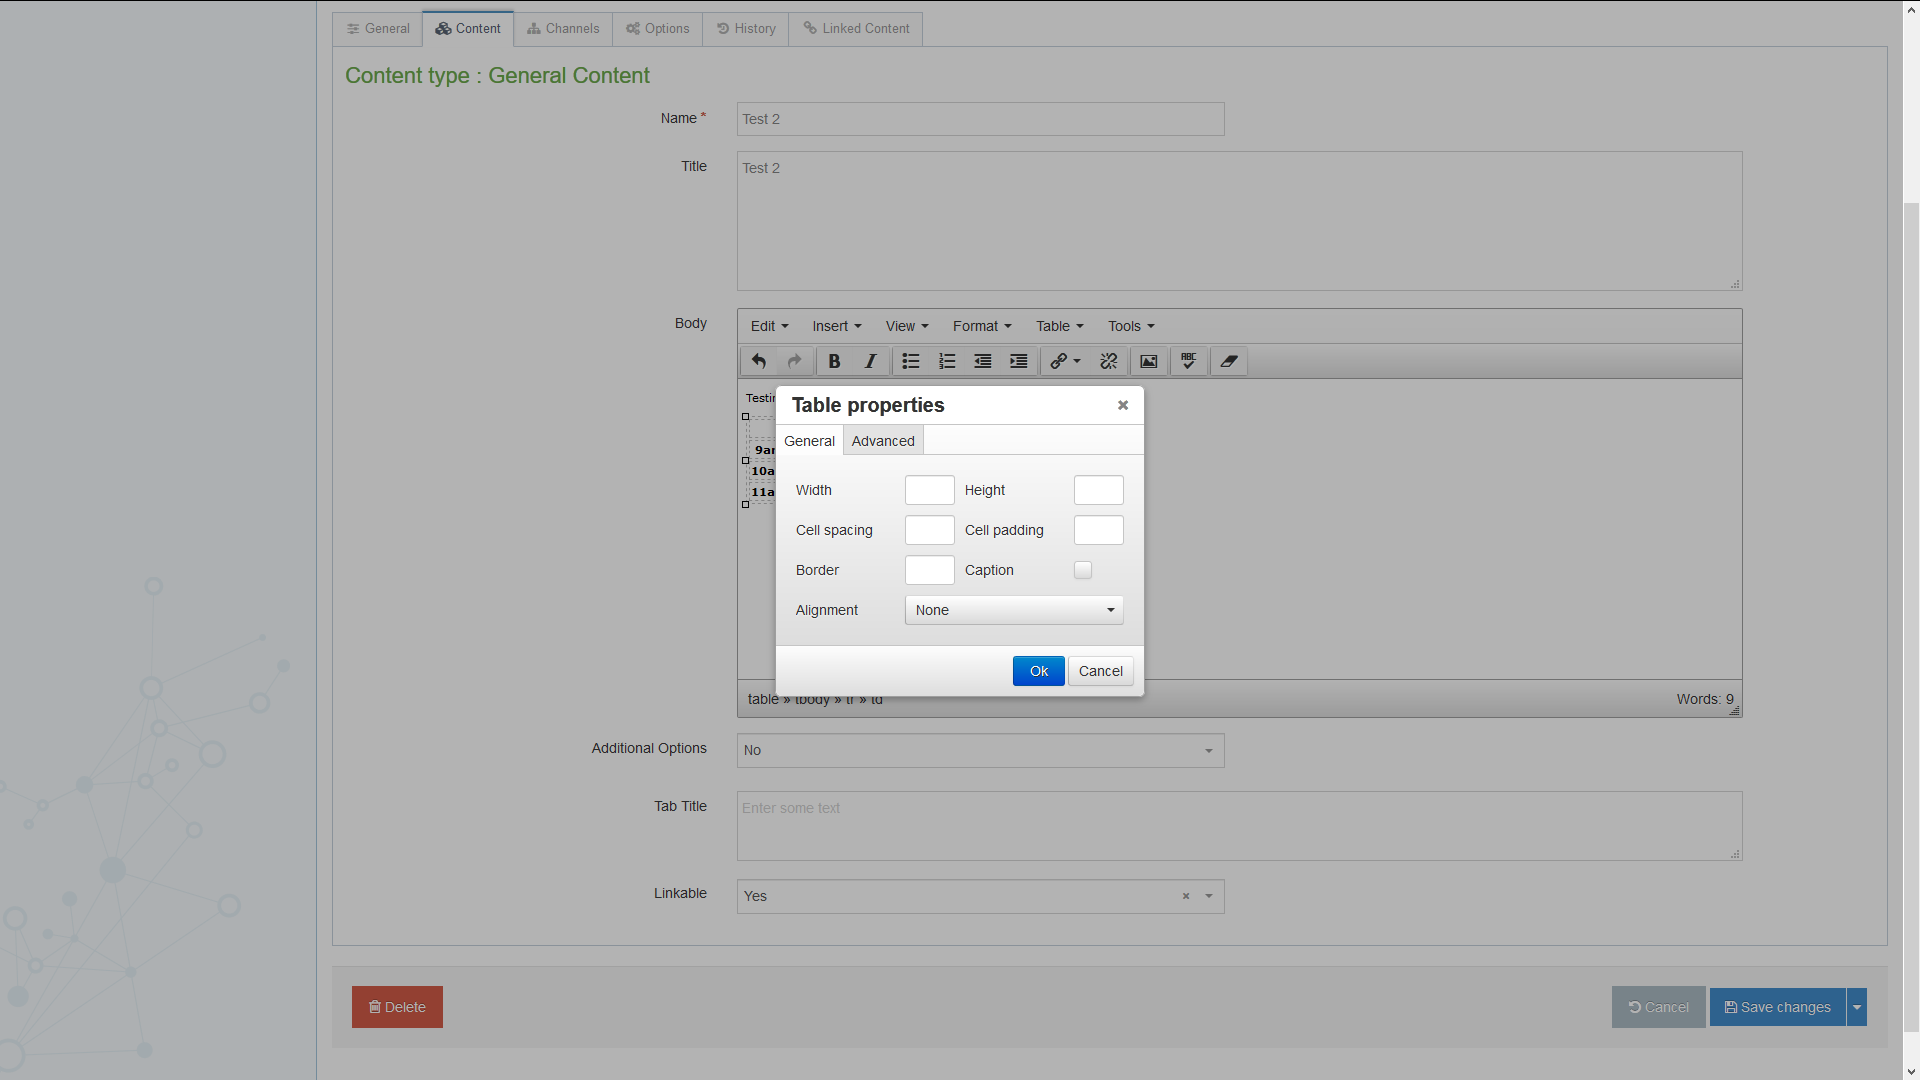 General Content Channels Options History Linked Content
Content type : General Content
Name * Test 2
Title Test 2
Body
Edit Insert View Format Table Tools
B I ABC
Table properties ×
General Advanced
Width Height
Cell spacing Cell padding
Border Caption
Alignment None
Ok Cancel
10a
11a
table » tbody » tr » td Words: 9
Additional Options No
Tab Title Enter some text
Linkable Yes ×
Delete Cancel Save changes